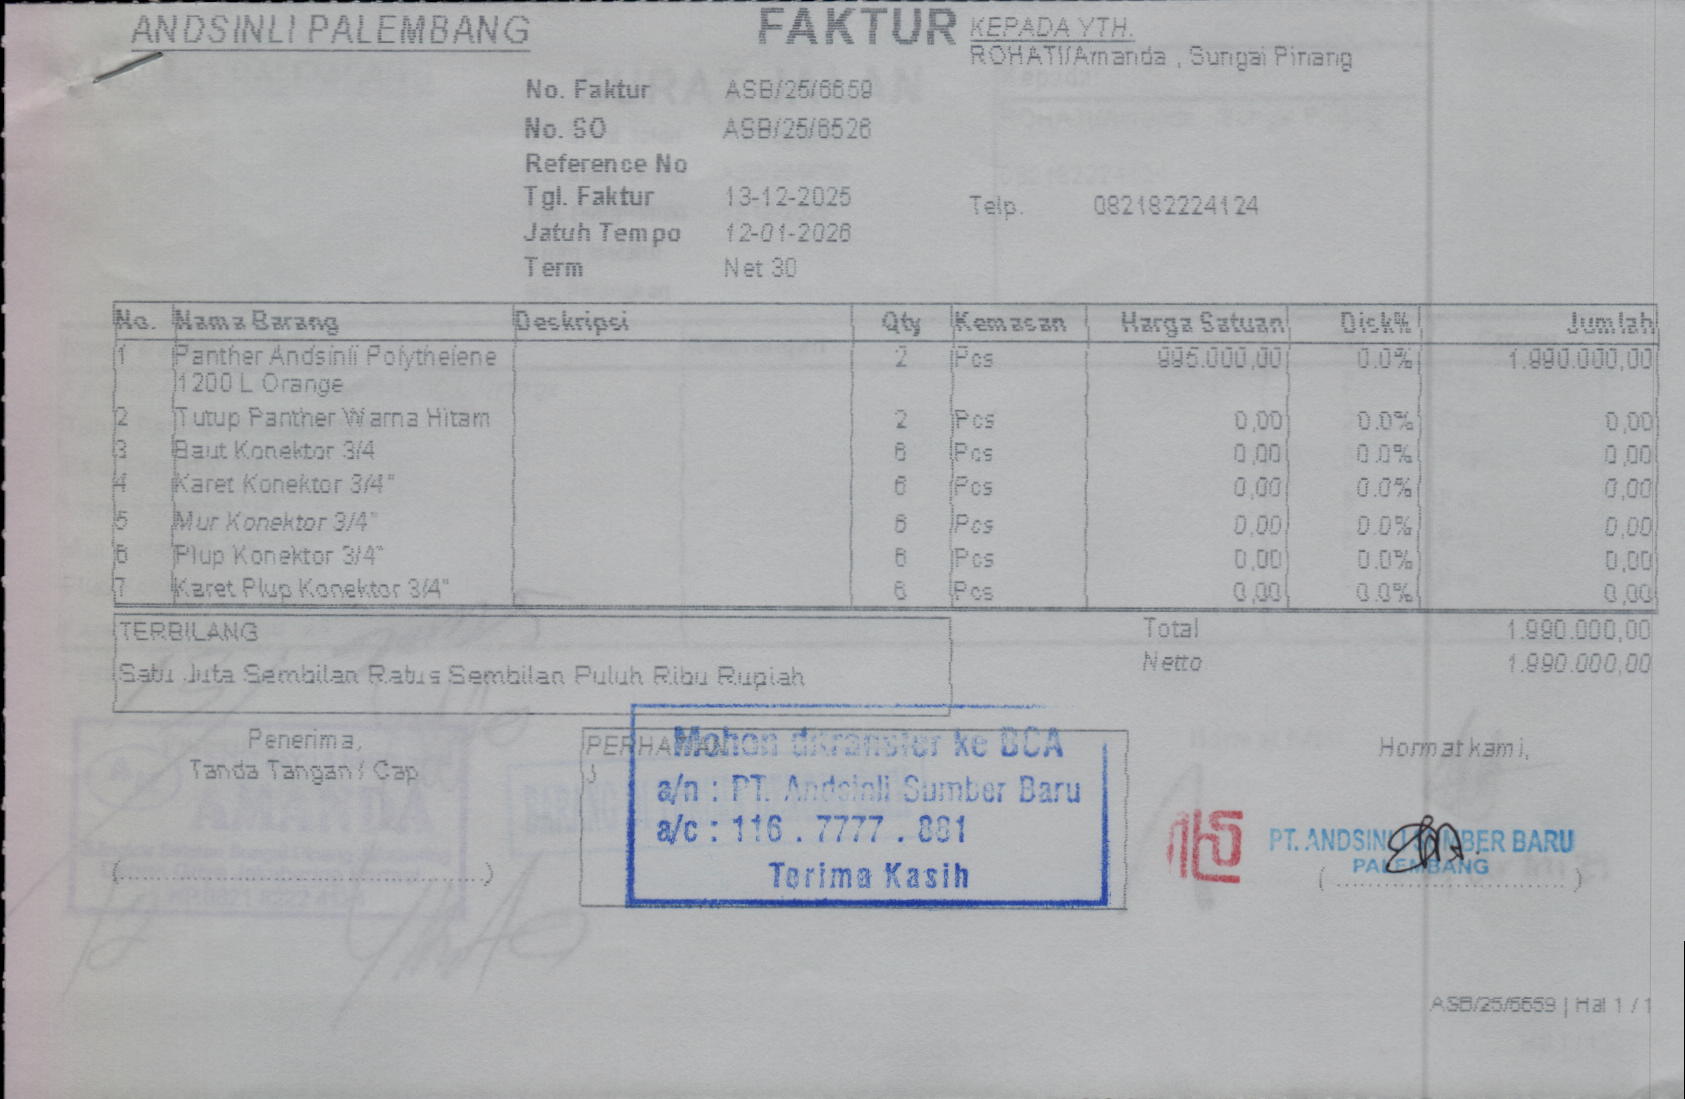 ANDSINLI PALEMBANG
FAKTUR
KEPADA YTH.
ROHATI/Amanda , Sungai Pinang
No. Faktur ASB/25/6659
No. SO ASB/25/6526
Reference No
Tgl. Faktur 13-12-2025
Telp. 082182224124
Jatuh Tempo 12-01-2026
Term Net 30
No. Nama Barang Deskripsi Qty Kemasan Harga Satuan Disk% Jumlah
1 Panther Andsinli Polytheiene 2 Pcs 995.000,00 0.0% 1.990.000,00
1200 L Orange
2 Tutup Panther Warna Hitam 2 Pcs 0,00 0.0% 0,00
3 Baut Konektor 3/4 6 Pcs 0,00 0.0% 0,00
4 Karet Konektor 3/4" 6 Pcs 0,00 0.0% 0,00
5 Mur Konektor 3/4" 6 Pcs 0,00 0.0% 0,00
6 Plup Konektor 3/4" 6 Pcs 0,00 0.0% 0,00
7 Karet Plup Konektor 3/4" 6 Pcs 0,00 0.0% 0,00
TERBILANG
Satu Juta Sembilan Ratus Sembilan Puluh Ribu Rupiah
Total 1.990.000,00
Netto 1.990.000,00
Penerima,
Tanda Tangan / Cap
PERHATIAN
Mohon ditransfer ke BCA
a/n : PT. Andsinli Sumber Baru
a/c : 116 . 7777 . 881
Terima Kasih
Hormat kami,
PT. ANDSINLI SUMBER BARU
PALEMBANG
AMANDA
ASB/25/6659 | Hal 1 / 1